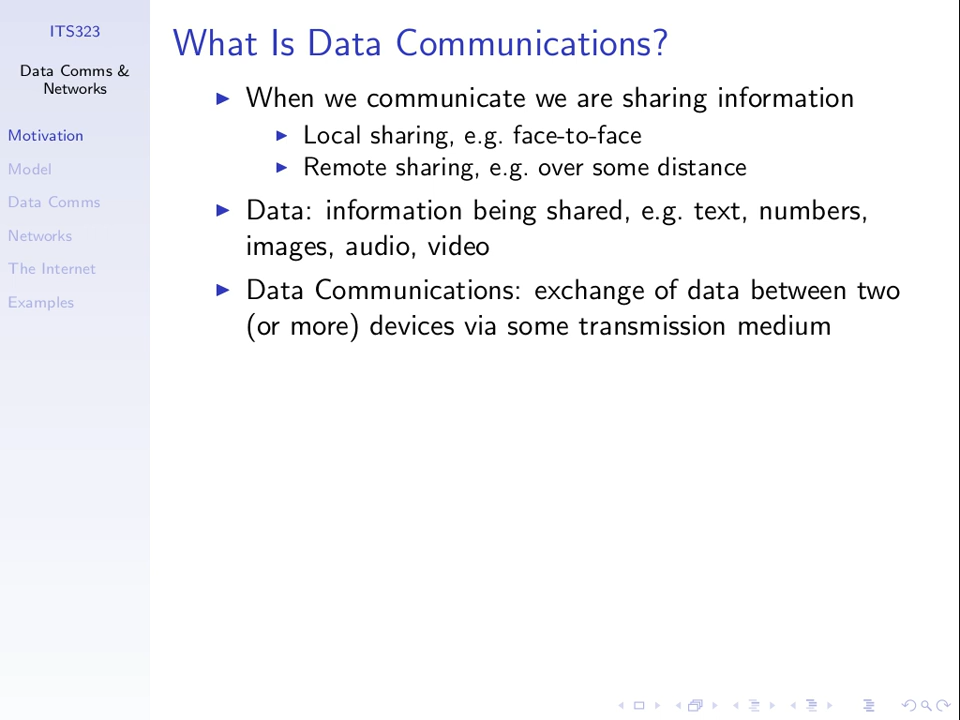 ITS323
Data Comms &
Networks
Motivation
Model
Data Comms
Networks
The Internet
Examples
What Is Data Communications?
When we communicate we are sharing information
Local sharing, e.g. face-to-face
Remote sharing, e.g. over some distance
Data: information being shared, e.g. text, numbers,
images, audio, video
Data Communications: exchange of data between two
(or more) devices via some transmission medium